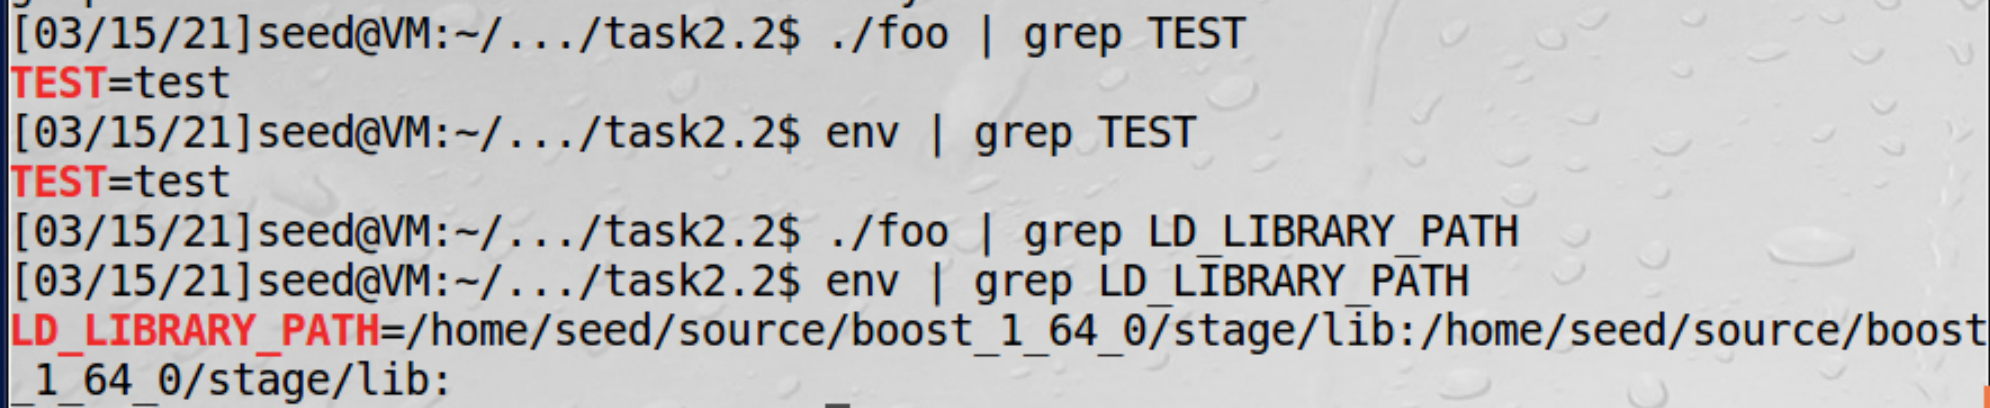 [03/15/21]seed@VM:~/.../task2.2$ ./foo | grep TEST
TEST=test
[03/15/21]seed@VM:~/.../task2.2$ env | grep TEST
TEST=test
[03/15/21]seed@VM:~/.../task2.2$ ./foo | grep LD_LIBRARY_PATH
[03/15/21]seed@VM:~/.../task2.2$ env | grep LD_LIBRARY_PATH
LD_LIBRARY_PATH=/home/seed/source/boost_1_64_0/stage/lib:/home/seed/source/boost
_1_64_0/stage/lib: